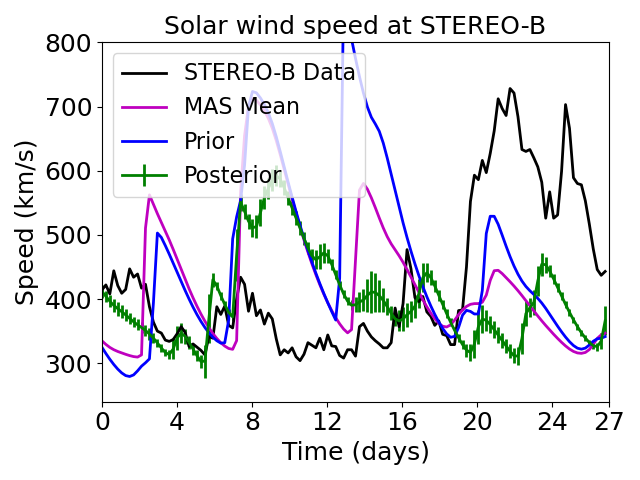 Solar wind speed at STEREO-B
800
700
600
500
400
300
Speed (km/s)
STEREO-B Data
MAS Mean
Prior
Posterior
0 4 8 12 16 20 24 27
Time (days)